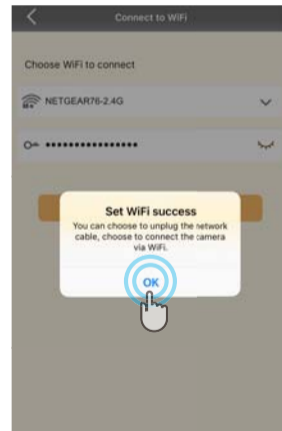 Connect to WiFi
Choose WiFi to connect
NETGEAR76-2.4G
Set WiFi success
You can choose to unplug the network
cable, choose to connect the camera
via WiFi.
OK